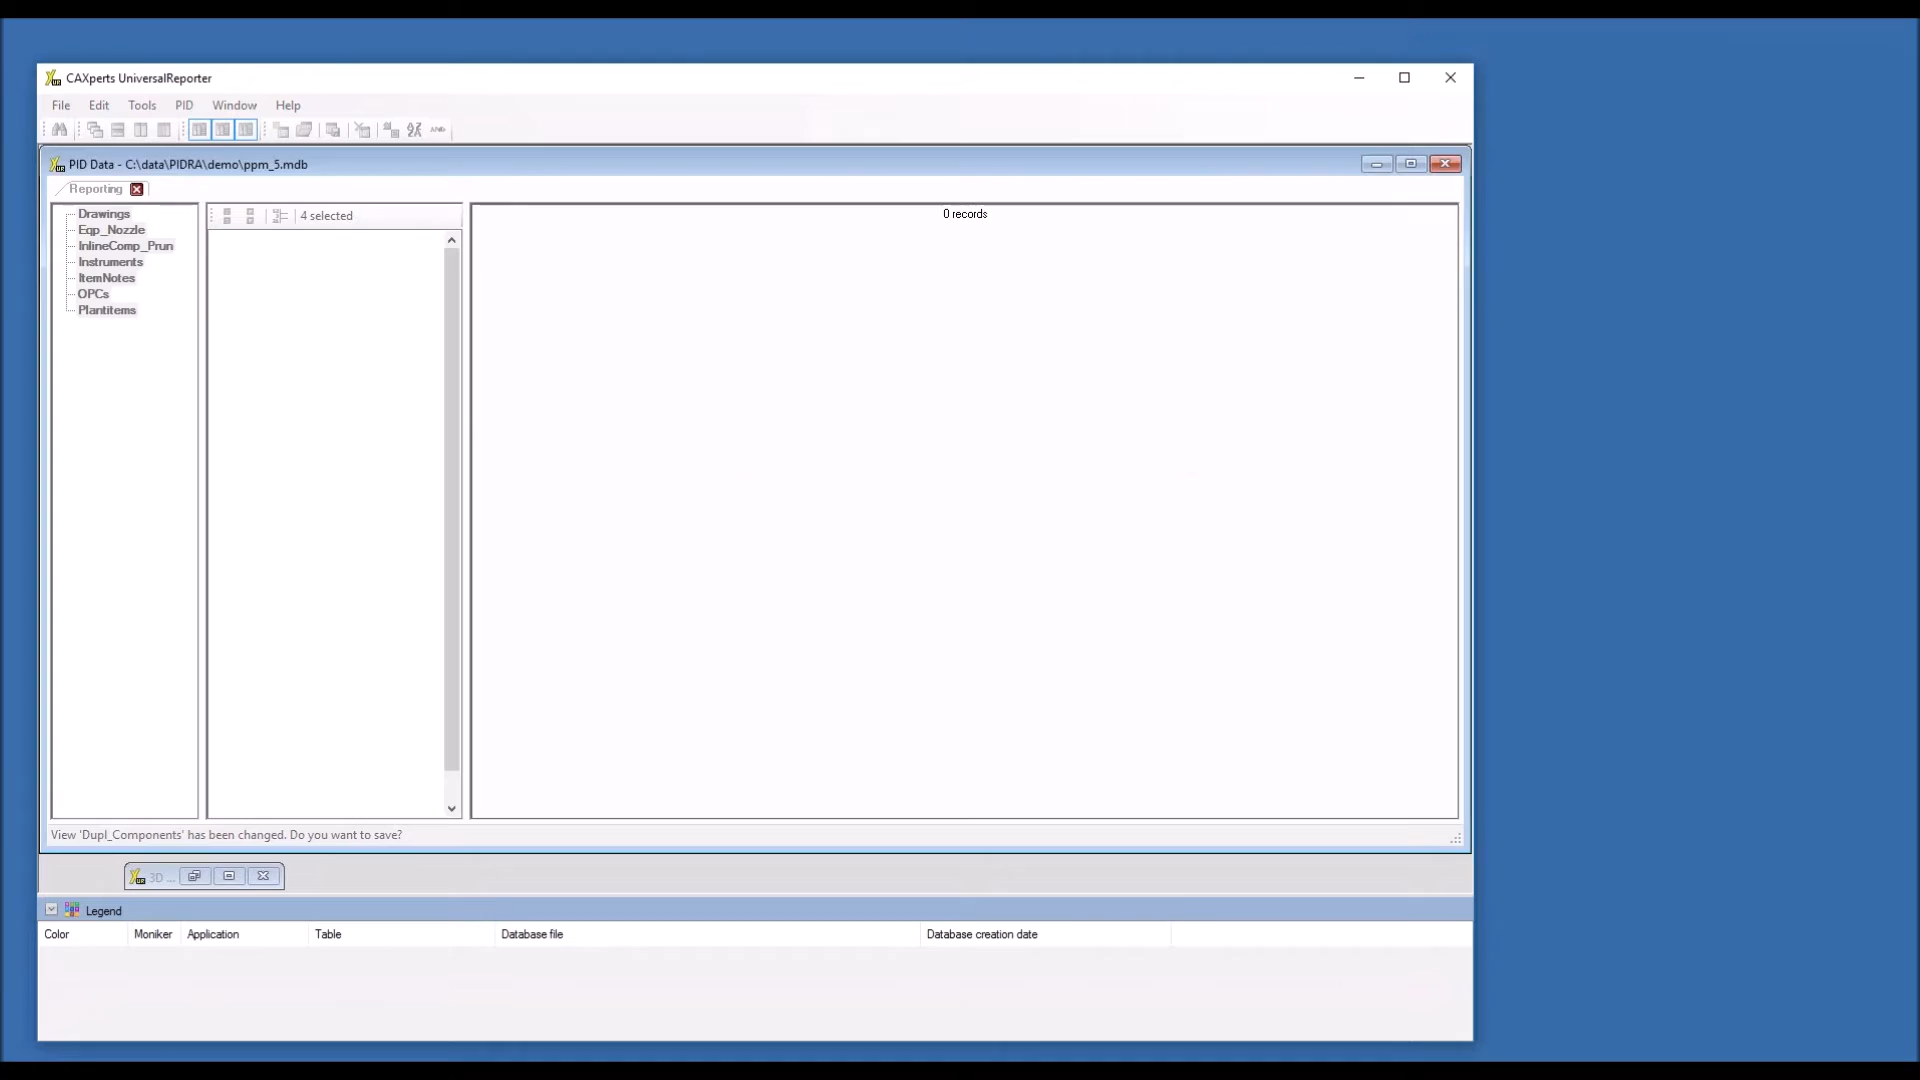 CAXperts UniversalReporter
File Edit Tools PID Window Help
PID Data - C:\data\PIDRA\demo\ppm_5.mdb
Reporting
Drawings
Eqp_Nozzle
InlineComp_Prun
Instruments
ItemNotes
OPCs
Plantitems
4 selected
0 records
View 'Dupl_Components' has been changed. Do you want to save?
3D ...
Legend
Color Moniker Application Table Database file Database creation date